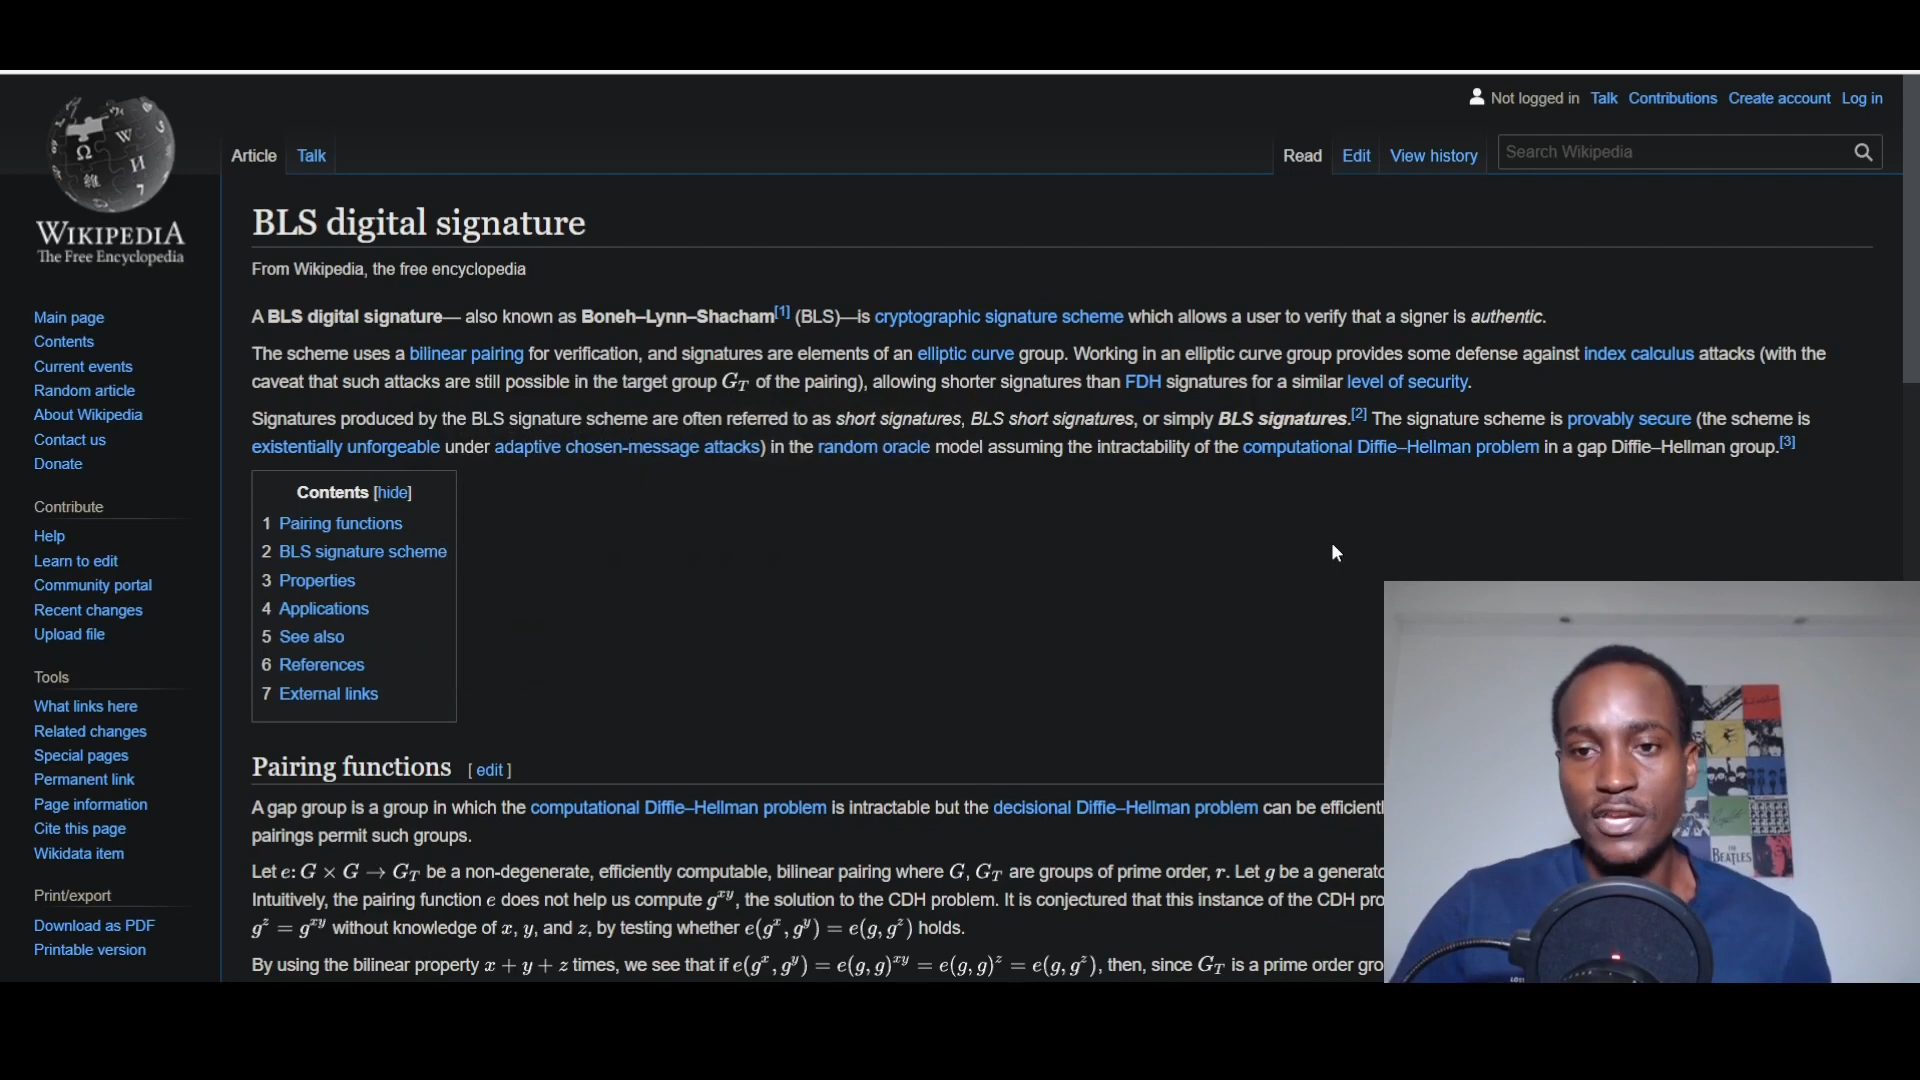 Not logged in Talk Contributions Create account Log in
Article Talk Read Edit View history Search Wikipedia
WIKIPEDIA
The Free Encyclopedia
Main page
Contents
Current events
Random article
About Wikipedia
Contact us
Donate
Contribute
Help
Learn to edit
Community portal
Recent changes
Upload file
Tools
What links here
Related changes
Special pages
Permanent link
Page information
Cite this page
Wikidata item
Print/export
Download as PDF
Printable version
BLS digital signature
From Wikipedia, the free encyclopedia
A BLS digital signature— also known as Boneh–Lynn–Shacham[1] (BLS)—is cryptographic signature scheme which allows a user to verify that a signer is authentic.
The scheme uses a bilinear pairing for verification, and signatures are elements of an elliptic curve group. Working in an elliptic curve group provides some defense against index calculus attacks (with the
caveat that such attacks are still possible in the target group G_T of the pairing), allowing shorter signatures than FDH signatures for a similar level of security.
Signatures produced by the BLS signature scheme are often referred to as short signatures, BLS short signatures, or simply BLS signatures.[2] The signature scheme is provably secure (the scheme is
existentially unforgeable under adaptive chosen-message attacks) in the random oracle model assuming the intractability of the computational Diffie–Hellman problem in a gap Diffie–Hellman group.[3]
Contents [hide]
1 Pairing functions
2 BLS signature scheme
3 Properties
4 Applications
5 See also
6 References
7 External links
Pairing functions [ edit ]
A gap group is a group in which the computational Diffie–Hellman problem is intractable but the decisional Diffie–Hellman problem can be efficientl
pairings permit such groups.
Let e: G × G → G_T be a non-degenerate, efficiently computable, bilinear pairing where G, G_T are groups of prime order, r. Let g be a generato
Intuitively, the pairing function e does not help us compute g^{xy}, the solution to the CDH problem. It is conjectured that this instance of the CDH pro
g^z = g^{xy} without knowledge of x, y, and z, by testing whether e(g^x, g^y) = e(g, g^z) holds.
By using the bilinear property x + y + z times, we see that if e(g^x, g^y) = e(g, g)^{xy} = e(g, g)^z = e(g, g^z), then, since G_T is a prime order gro
BEATLES